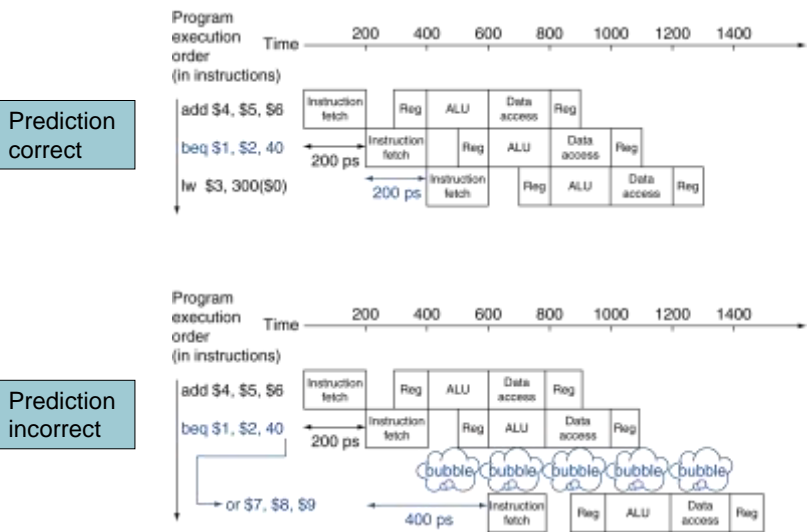 Program
execution
order
(in instructions)
Time
200 400 600 800 1000 1200 1400
Prediction
correct
add $4, $5, $6
Instruction
fetch
Reg
ALU
Data
access
Reg
beq $1, $2, 40
200 ps
Instruction
fetch
Reg
ALU
Data
access
Reg
lw $3, 300($0)
200 ps
Instruction
fetch
Reg
ALU
Data
access
Reg
Program
execution
order
(in instructions)
Time
200 400 600 800 1000 1200 1400
Prediction
incorrect
add $4, $5, $6
Instruction
fetch
Reg
ALU
Data
access
Reg
beq $1, $2, 40
200 ps
Instruction
fetch
Reg
ALU
Data
access
Reg
bubble bubble bubble bubble bubble
or $7, $8, $9
400 ps
Instruction
fetch
Reg
ALU
Data
access
Reg